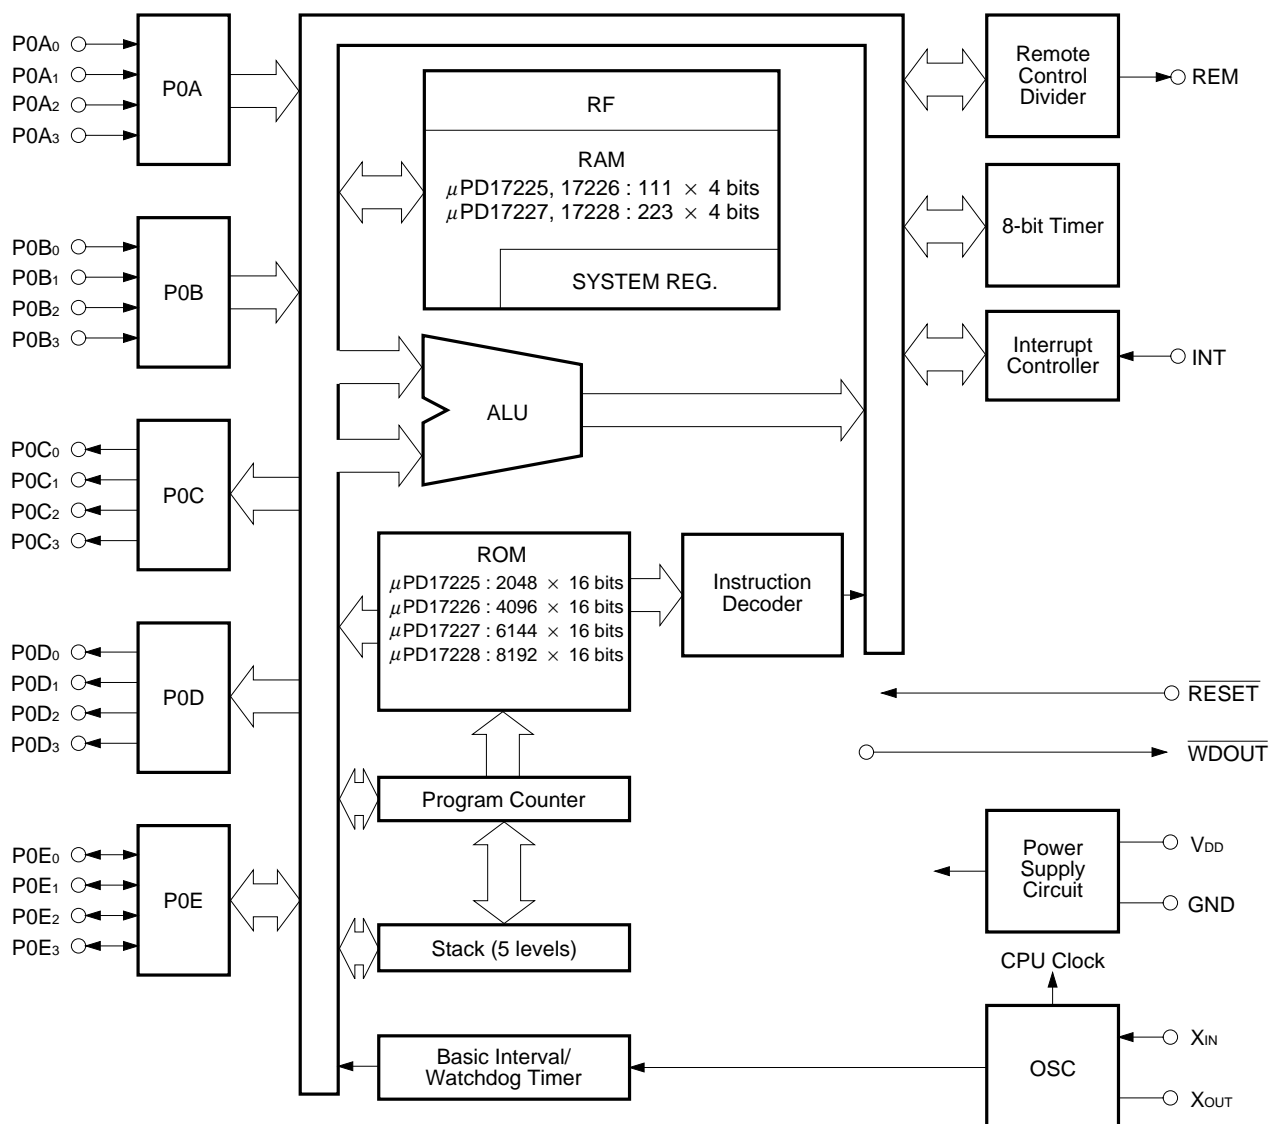 P0A0
P0A1
P0A2
P0A3
P0A
P0B0
P0B1
P0B2
P0B3
P0B
P0C0
P0C1
P0C2
P0C3
P0C
P0D0
P0D1
P0D2
P0D3
P0D
P0E0
P0E1
P0E2
P0E3
P0E
RF
RAM
μPD17225, 17226 : 111 × 4 bits
μPD17227, 17228 : 223 × 4 bits
SYSTEM REG.
ALU
ROM
μPD17225 : 2048 × 16 bits
μPD17226 : 4096 × 16 bits
μPD17227 : 6144 × 16 bits
μPD17228 : 8192 × 16 bits
Instruction
Decoder
Program Counter
Stack (5 levels)
Basic Interval/
Watchdog Timer
Remote
Control
Divider
REM
8-bit Timer
Interrupt
Controller
INT
RESET
WDOUT
Power
Supply
Circuit
VDD
GND
CPU Clock
OSC
XIN
XOUT